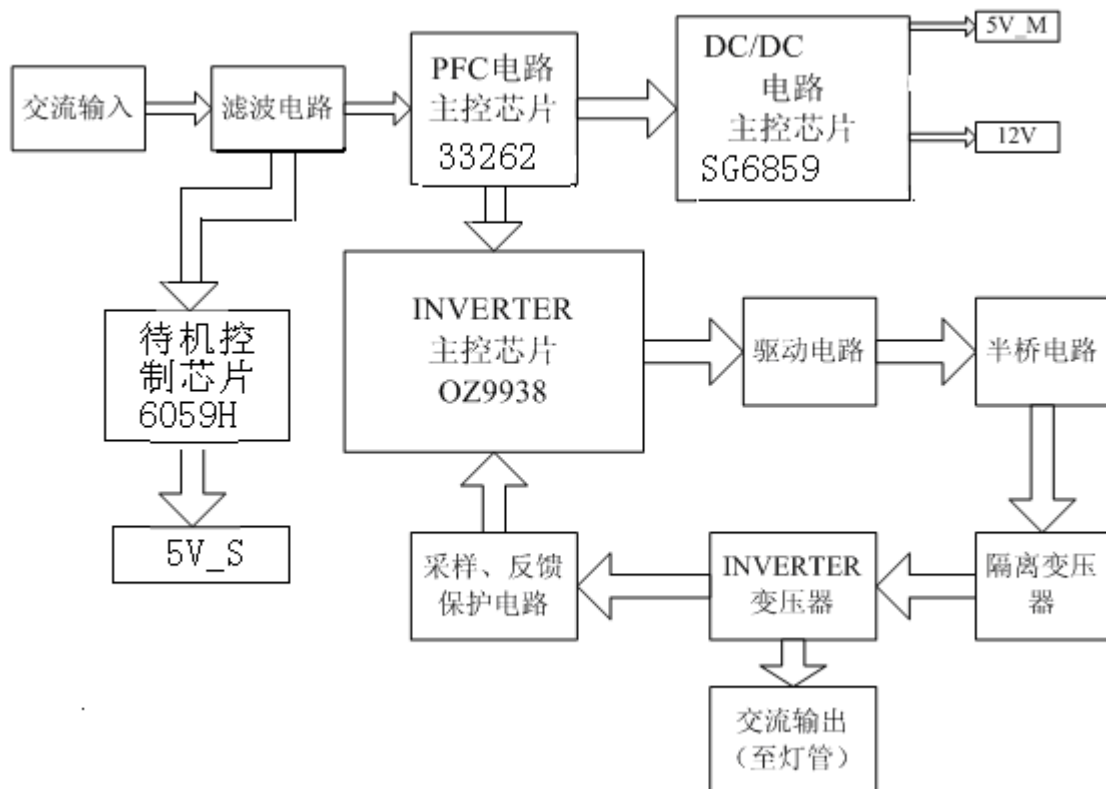 交流输入
滤波电路
PFC电路
主控芯片
33262
DC/DC
电路
主控芯片
SG6859
5V_M
12V
待机控
制芯片
6059H
5V_S
INVERTER
主控芯片
OZ9938
驱动电路
半桥电路
采样、反馈
保护电路
INVERTER
变压器
隔离变压
器
交流输出
（至灯管）